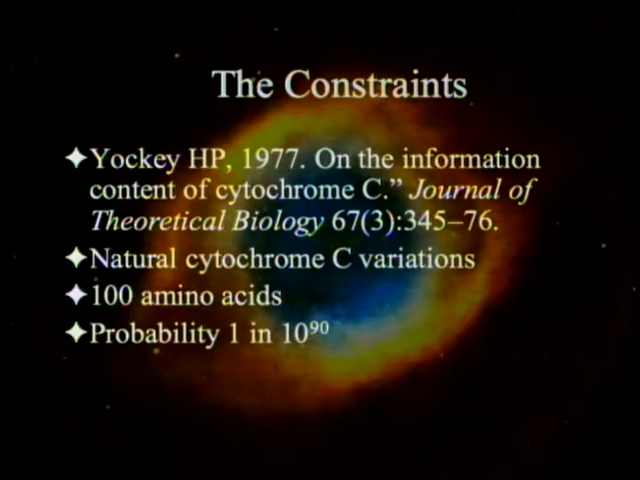 The Constraints
✦Yockey HP, 1977. On the information
content of cytochrome C.” Journal of
Theoretical Biology 67(3):345–76.
✦Natural cytochrome C variations
✦100 amino acids
✦Probability 1 in 10⁹⁰